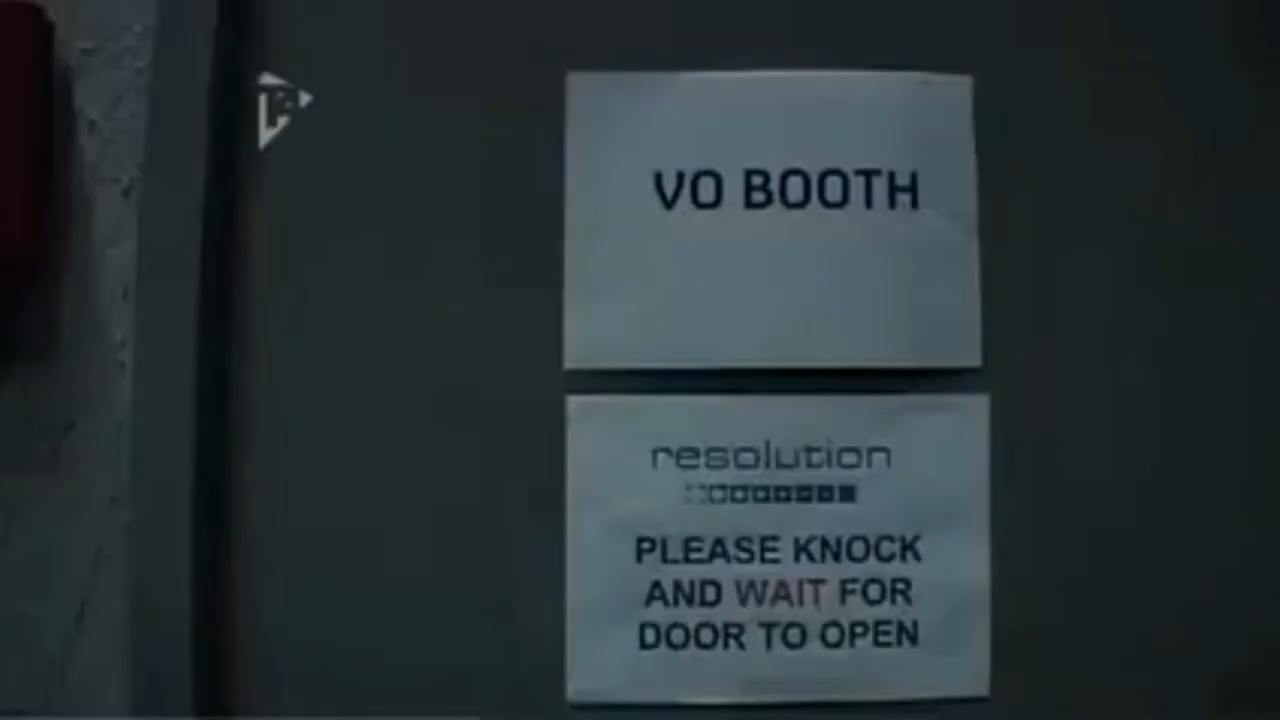 VO BOOTH
resolution
PLEASE KNOCK
AND WAIT FOR
DOOR TO OPEN